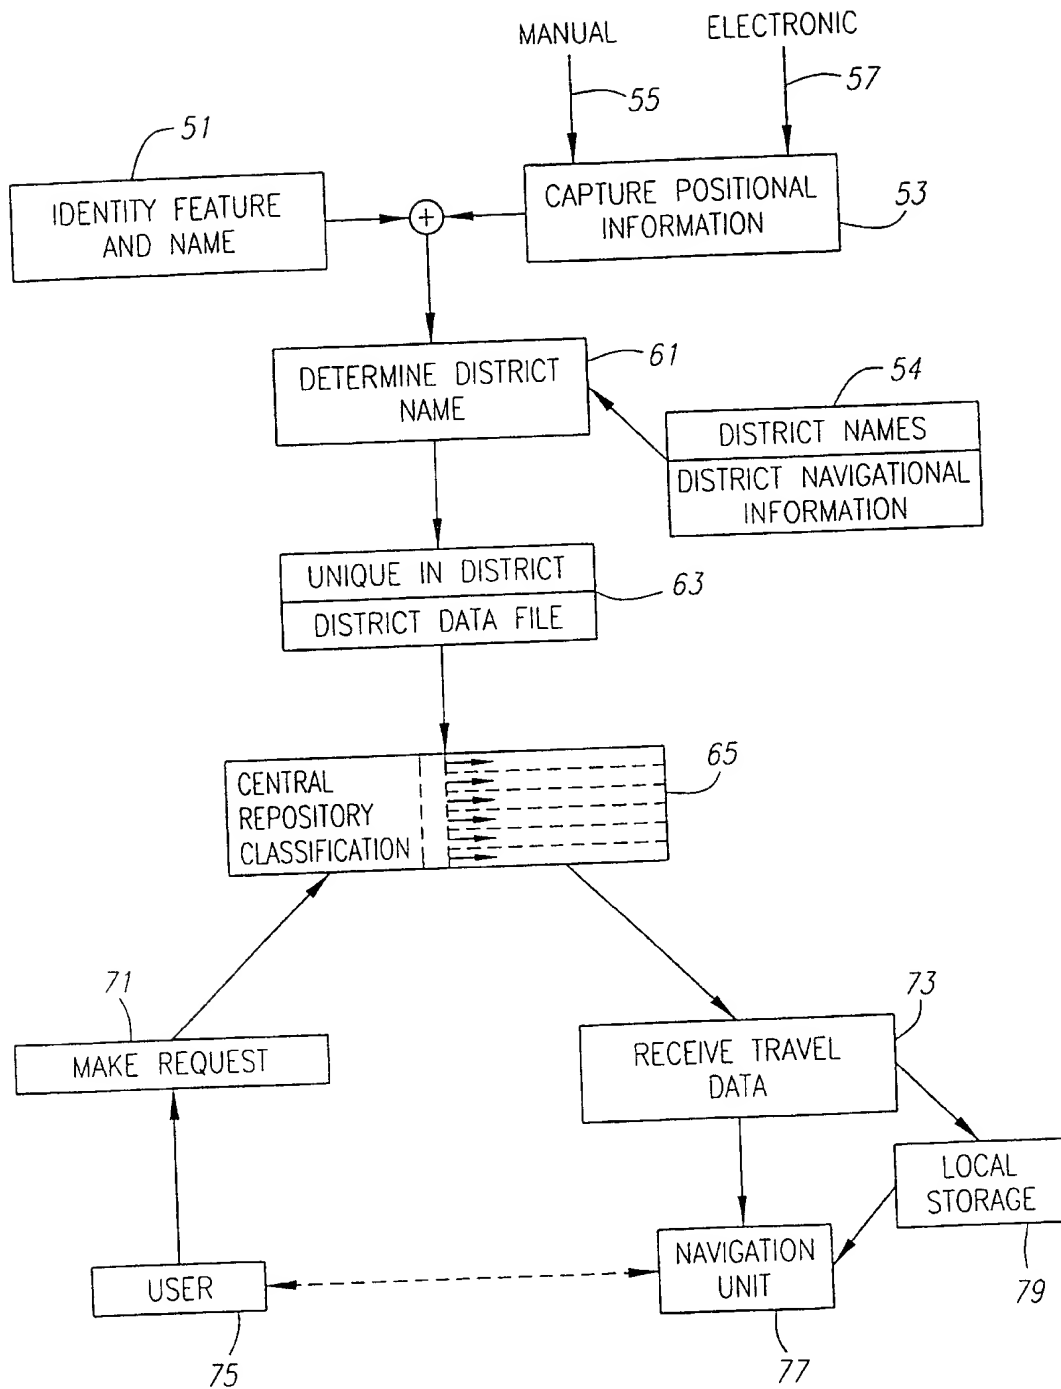 MANUAL
ELECTRONIC
55
57
51
IDENTITY FEATURE
AND NAME
+
CAPTURE POSITIONAL
INFORMATION
53
DETERMINE DISTRICT
NAME
61
54
DISTRICT NAMES
DISTRICT NAVIGATIONAL
INFORMATION
UNIQUE IN DISTRICT
DISTRICT DATA FILE
63
CENTRAL
REPOSITORY
CLASSIFICATION
65
71
MAKE REQUEST
73
RECEIVE TRAVEL
DATA
LOCAL
STORAGE
79
USER
75
NAVIGATION
UNIT
77